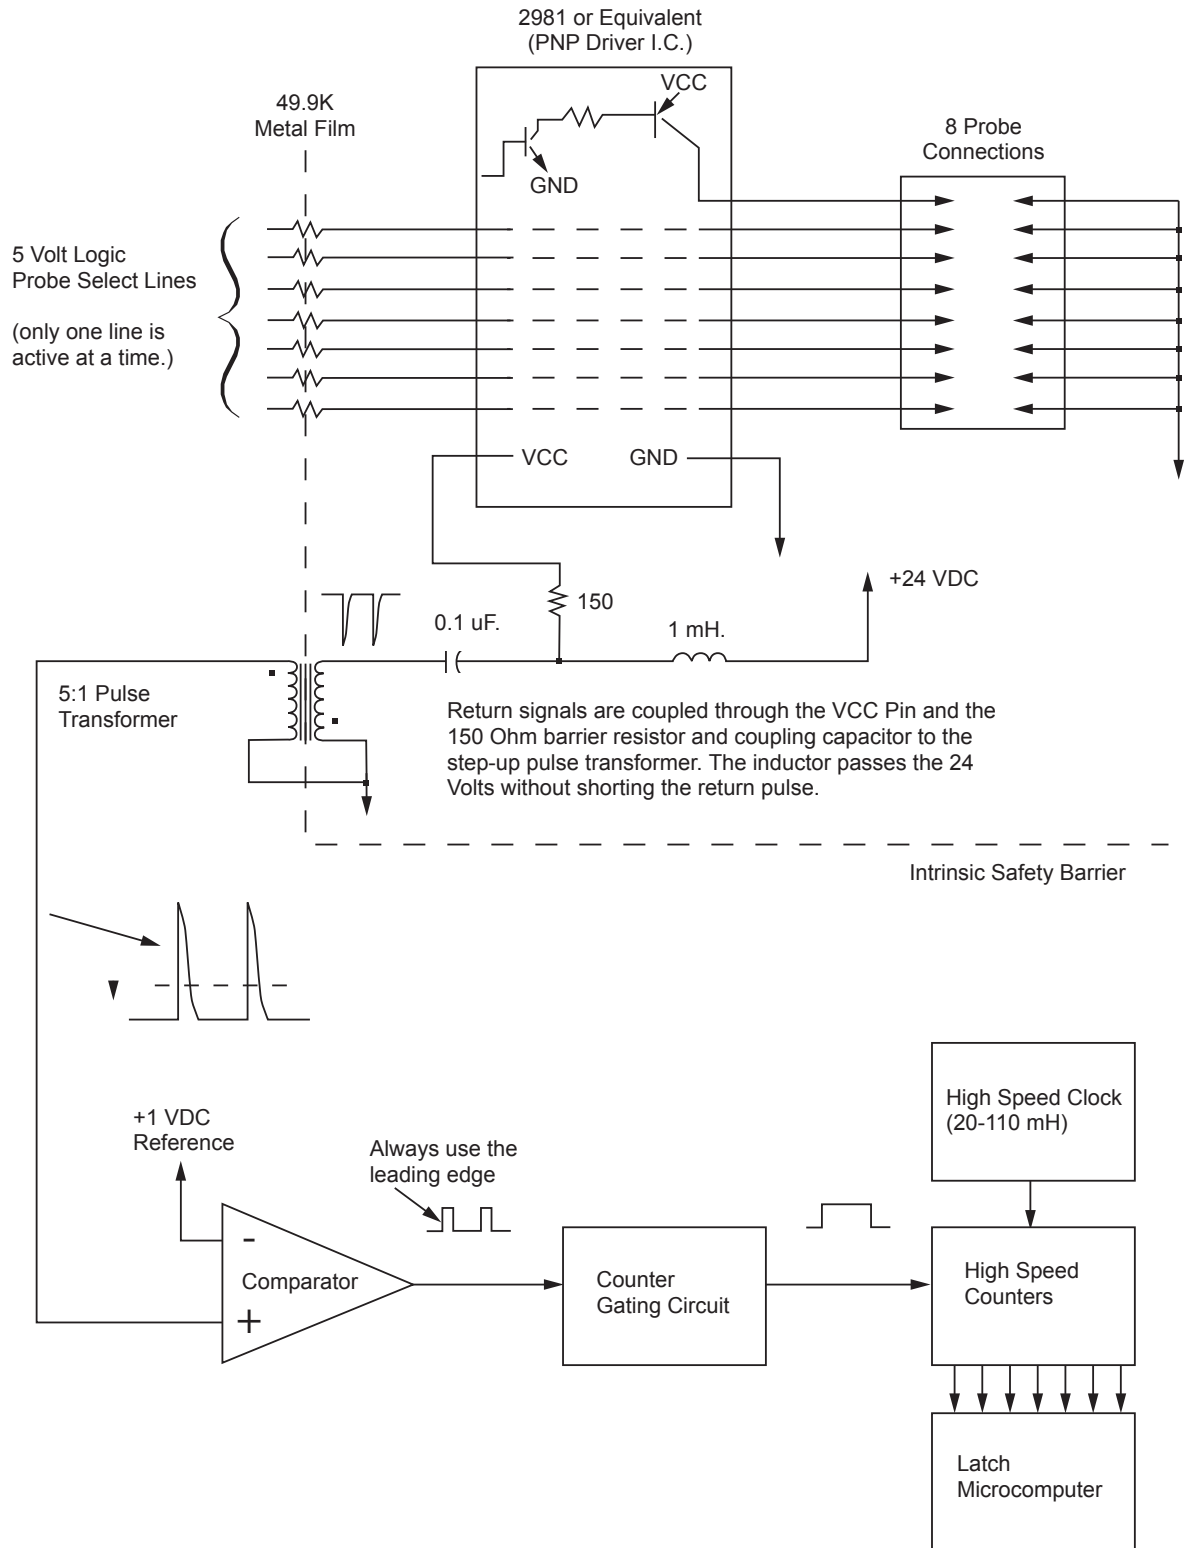 2981 or Equivalent
(PNP Driver I.C.)
VCC
49.9K
Metal Film
GND
8 Probe
Connections
5 Volt Logic
Probe Select Lines
(only one line is
active at a time.)
VCC
GND
+24 VDC
150
0.1 uF.
1 mH.
5:1 Pulse
Transformer
Return signals are coupled through the VCC Pin and the
150 Ohm barrier resistor and coupling capacitor to the
step-up pulse transformer. The inductor passes the 24
Volts without shorting the return pulse.
Intrinsic Safety Barrier
+1 VDC
Reference
Always use the
leading edge
High Speed Clock
(20-110 mH)
-
Comparator
+
Counter
Gating Circuit
High Speed
Counters
Latch
Microcomputer